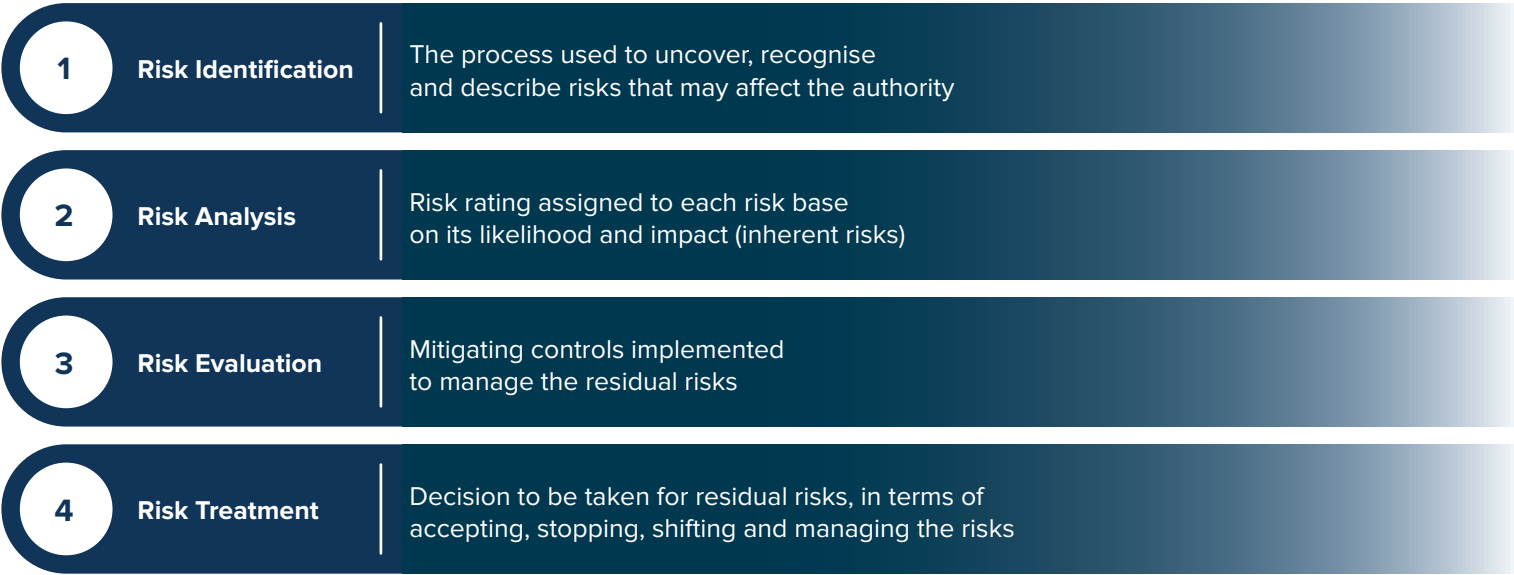 1
Risk Identification
The process used to uncover, recognise
and describe risks that may affect the authority
2
Risk Analysis
Risk rating assigned to each risk base
on its likelihood and impact (inherent risks)
3
Risk Evaluation
Mitigating controls implemented
to manage the residual risks
4
Risk Treatment
Decision to be taken for residual risks, in terms of
accepting, stopping, shifting and managing the risks